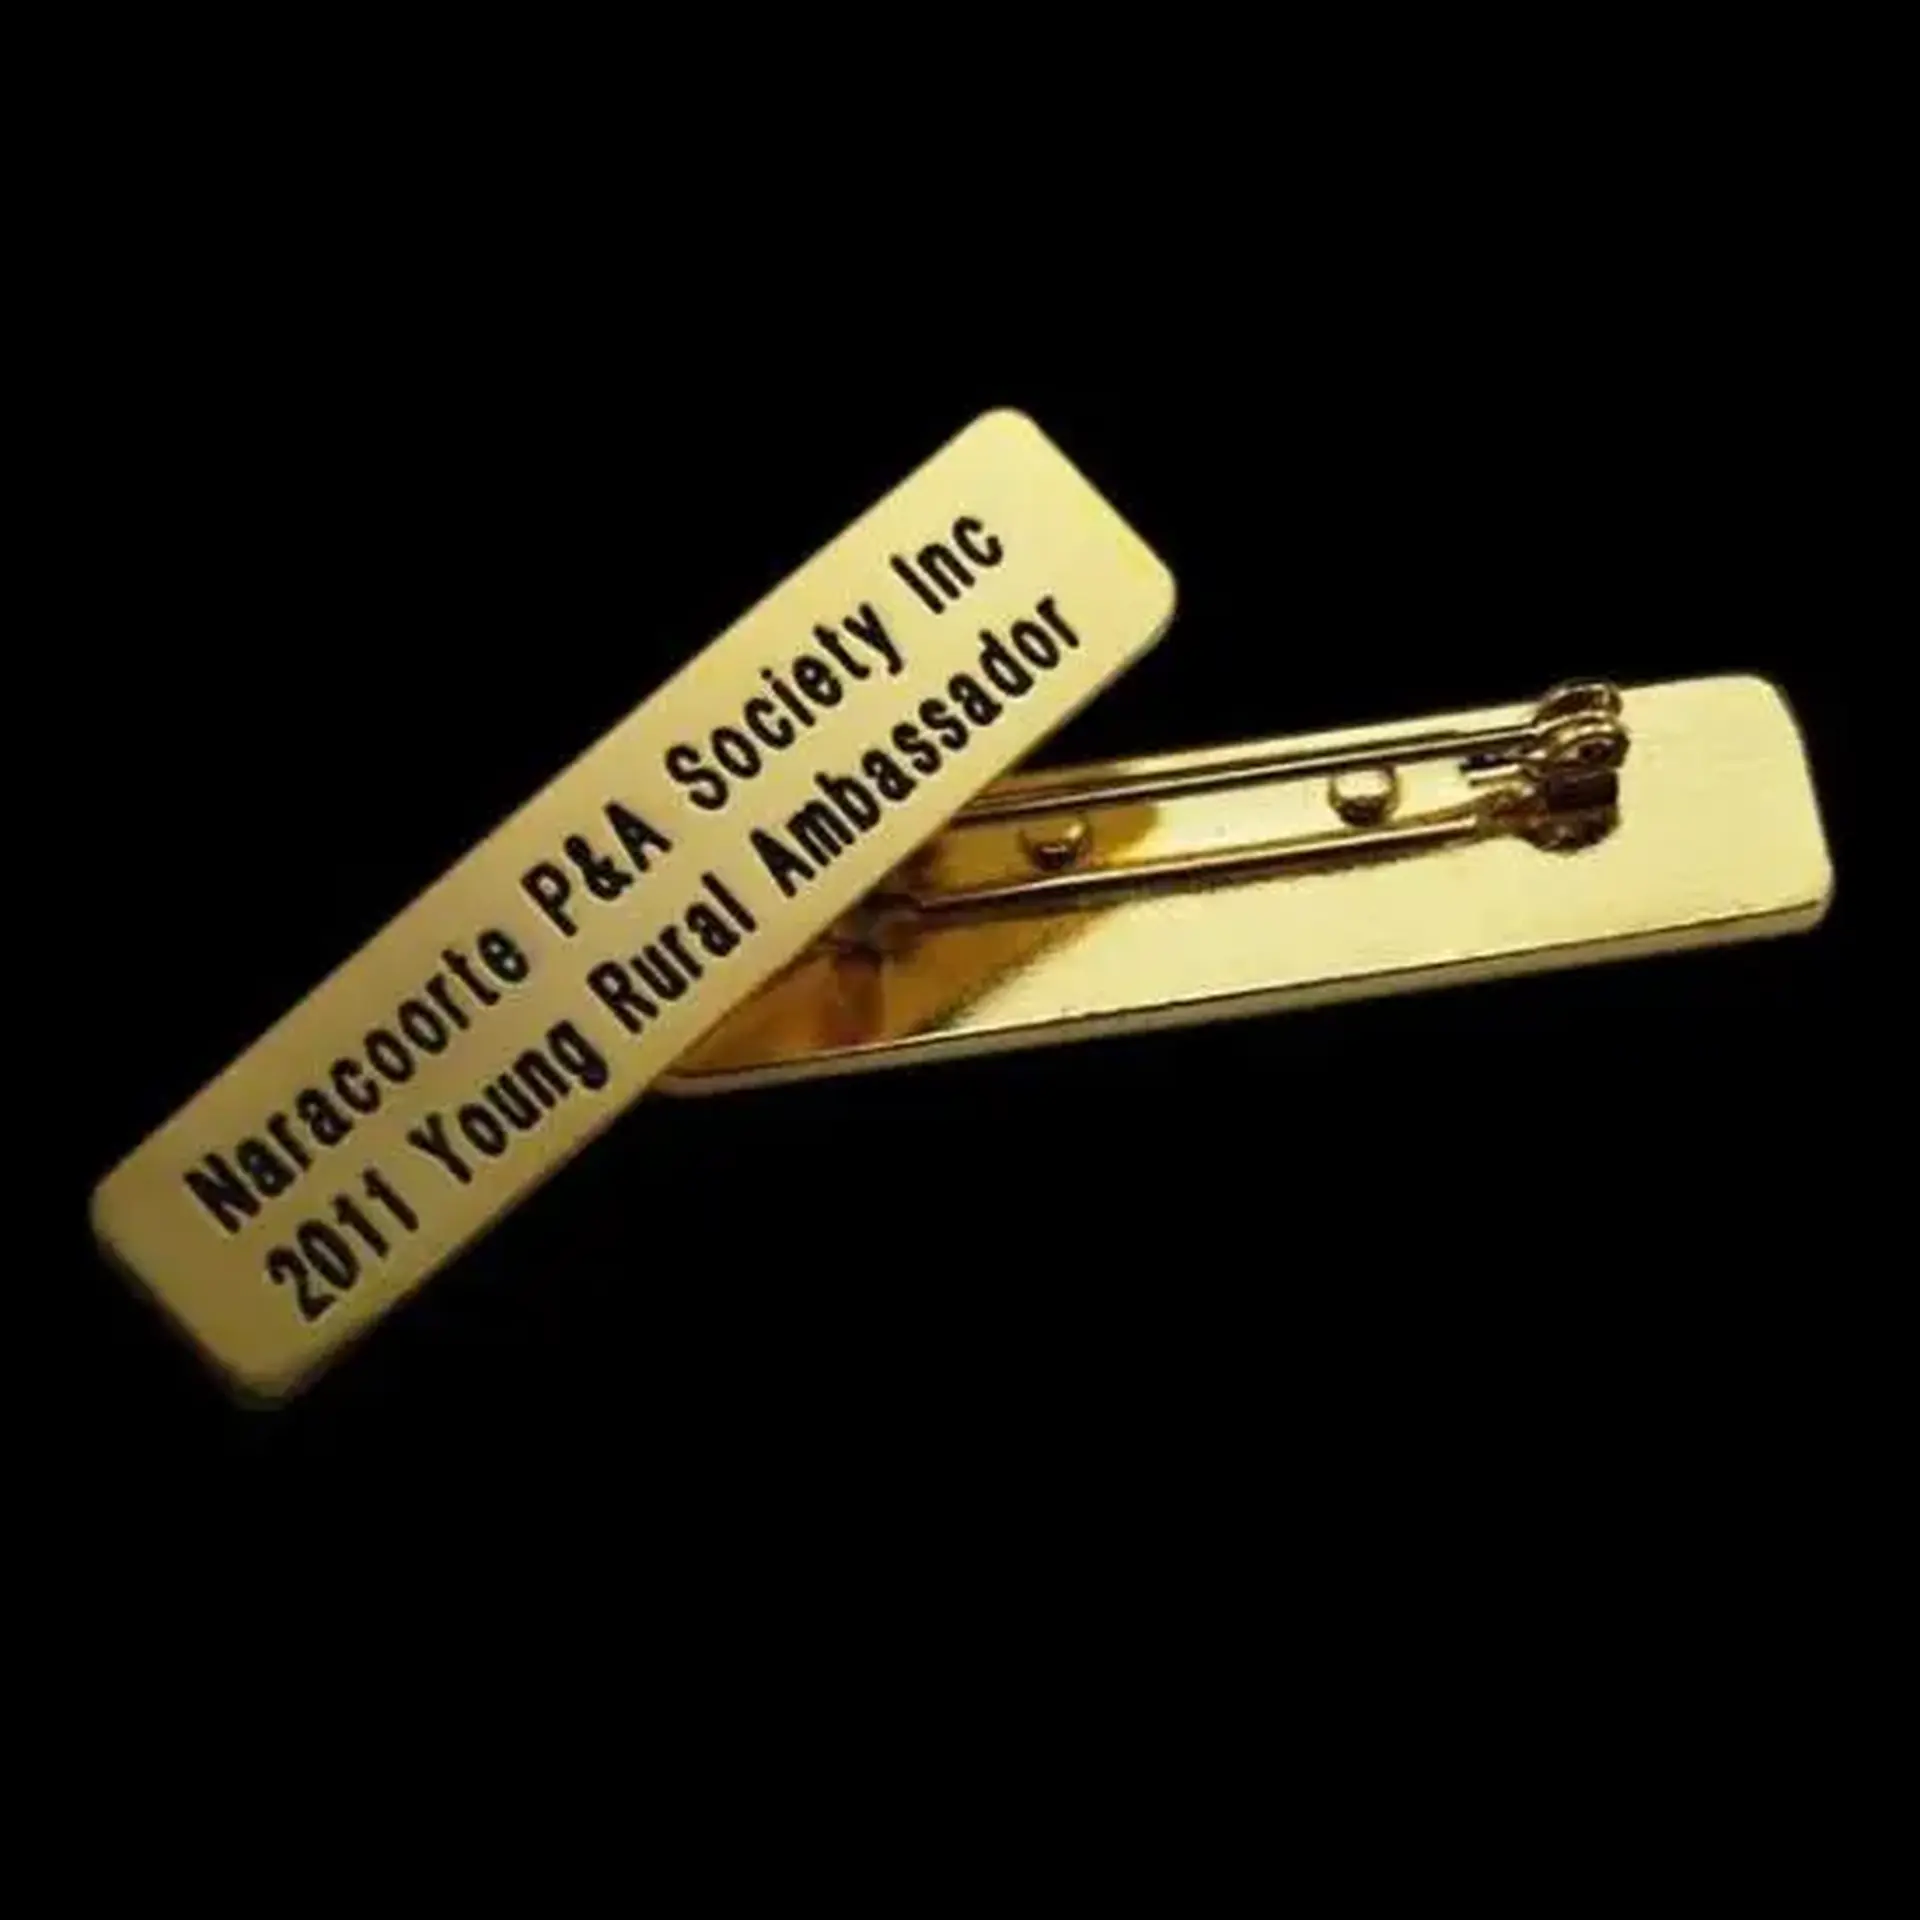 Naracoorte P&A Society Inc
2011 Young Rural Ambassador